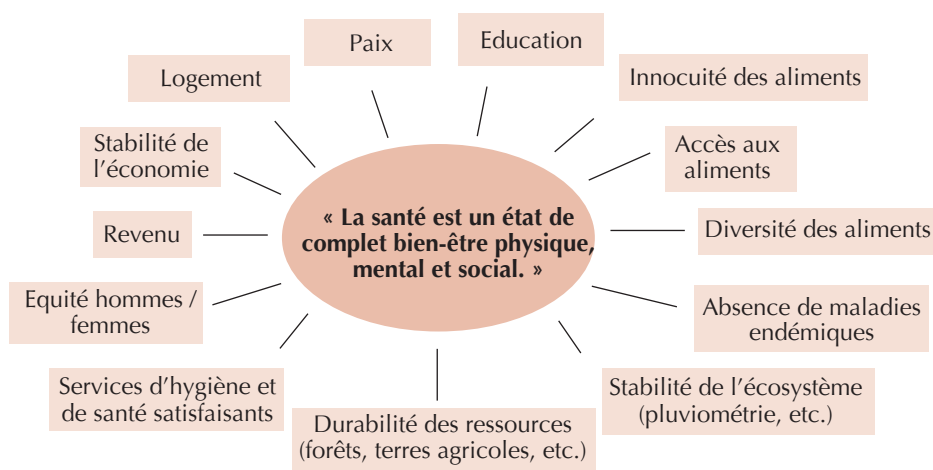 Paix
Education
Logement
Innocuité des aliments
Stabilité de
l’économie
Accès aux
aliments
« La santé est un état de
complet bien-être physique,
mental et social. »
Revenu
Diversité des aliments
Equité hommes /
femmes
Absence de maladies
endémiques
Services d’hygiène et
de santé satisfaisants
Stabilité de l’écosystème
(pluviométrie, etc.)
Durabilité des ressources
(forêts, terres agricoles, etc.)